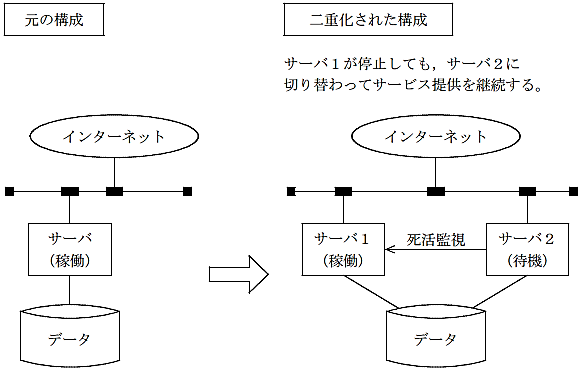 元の構成
二重化された構成
サーバ１が停止しても，サーバ２に
切り替わってサービス提供を継続する。
インターネット
インターネット
サーバ
（稼働）
サーバ１
（稼働）
死活監視
サーバ２
（待機）
データ
データ